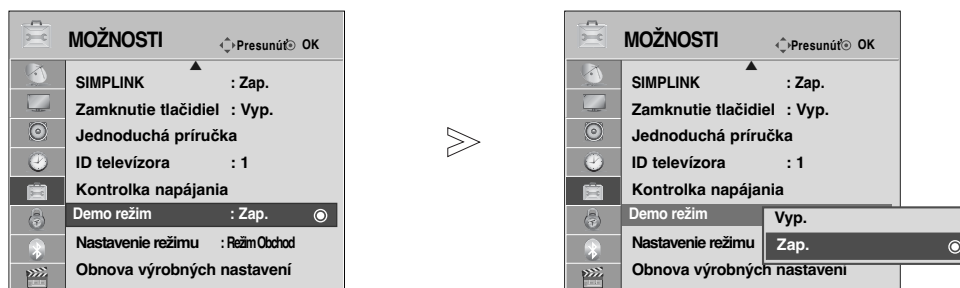 MOŽNOSTI Presunúť OK
SIMPLINK : Zap.
Zamknutie tlačidiel : Vyp.
Jednoduchá príručka
ID televízora : 1
Kontrolka napájania
Demo režim : Zap.
Nastavenie režimu : Režim Obchod
Obnova výrobných nastavení
>
MOŽNOSTI Presunúť OK
SIMPLINK : Zap.
Zamknutie tlačidiel : Vyp.
Jednoduchá príručka
ID televízora : 1
Kontrolka napájania
Demo režim
Vyp.
Nastavenie režimu
Zap.
Obnova výrobných nastavení